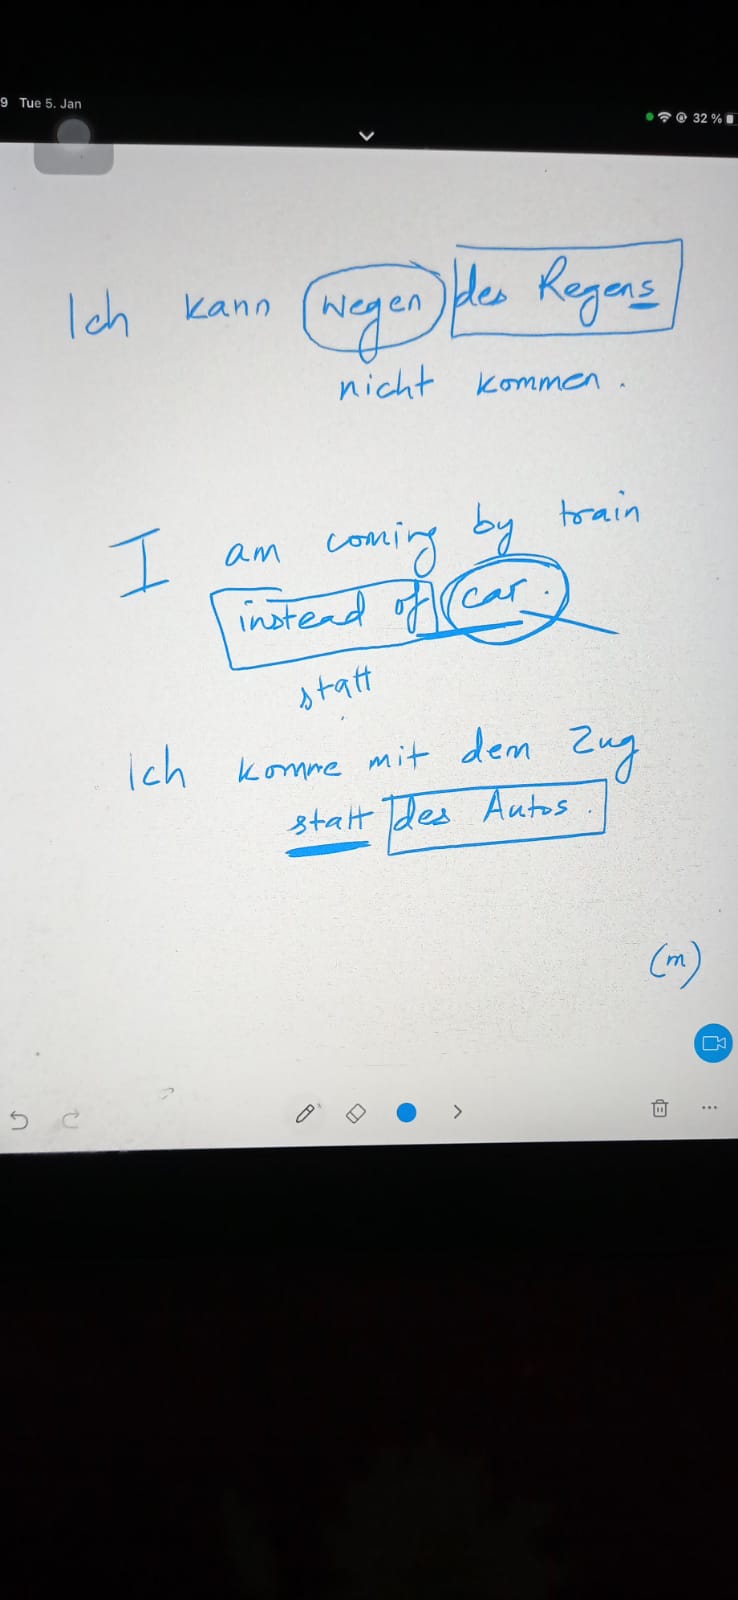 9 Tue 5. Jan
32 %
Ich kann wegen des Regens
nicht kommen.
I am coming by train
instead of car.
statt
Ich komme mit dem Zug
statt des Autos.
(m)